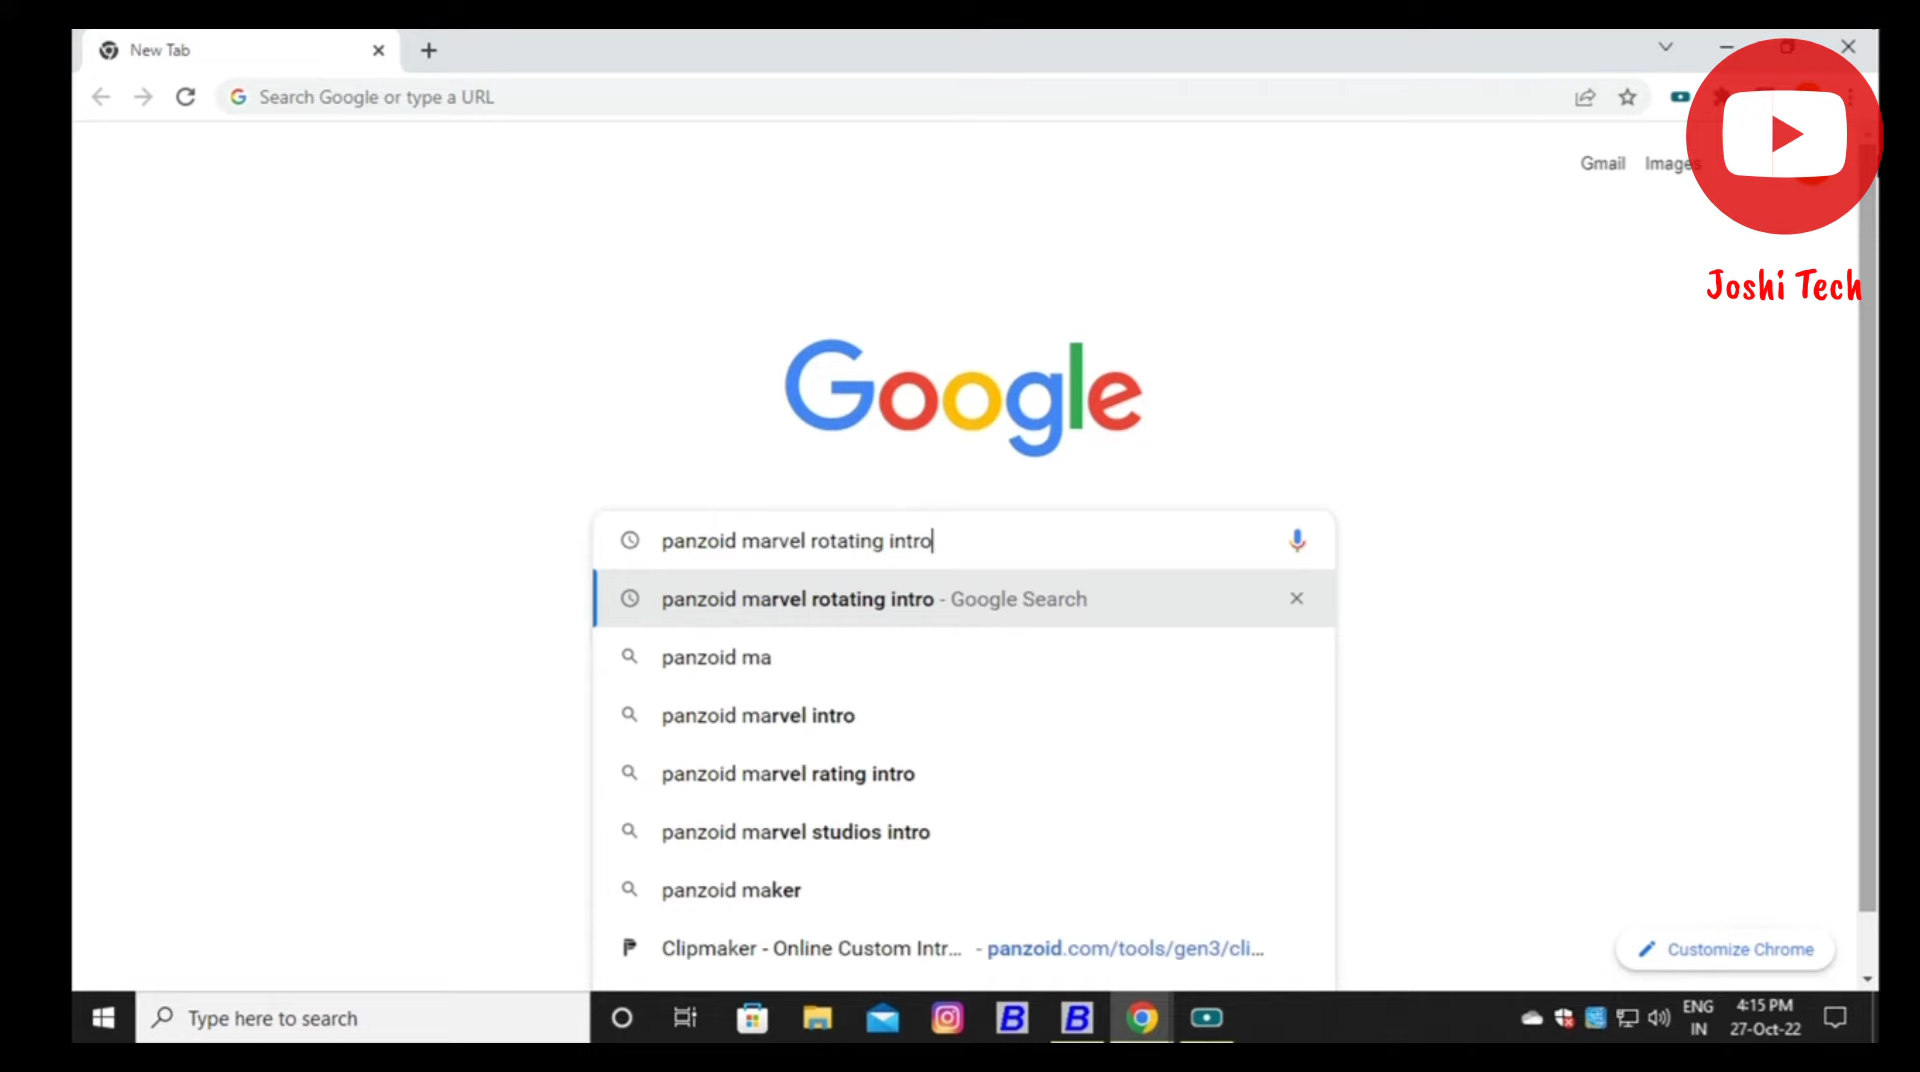 New Tab
Search Google or type a URL
Gmail Images
Joshi Tech
Google
panzoid marvel rotating intro
panzoid marvel rotating intro - Google Search
panzoid ma
panzoid marvel intro
panzoid marvel rating intro
panzoid marvel studios intro
panzoid maker
Clipmaker - Online Custom Intr... - panzoid.com/tools/gen3/cli...
Customize Chrome
Type here to search
B
B
ENG
IN
4:15 PM
27-Oct-22